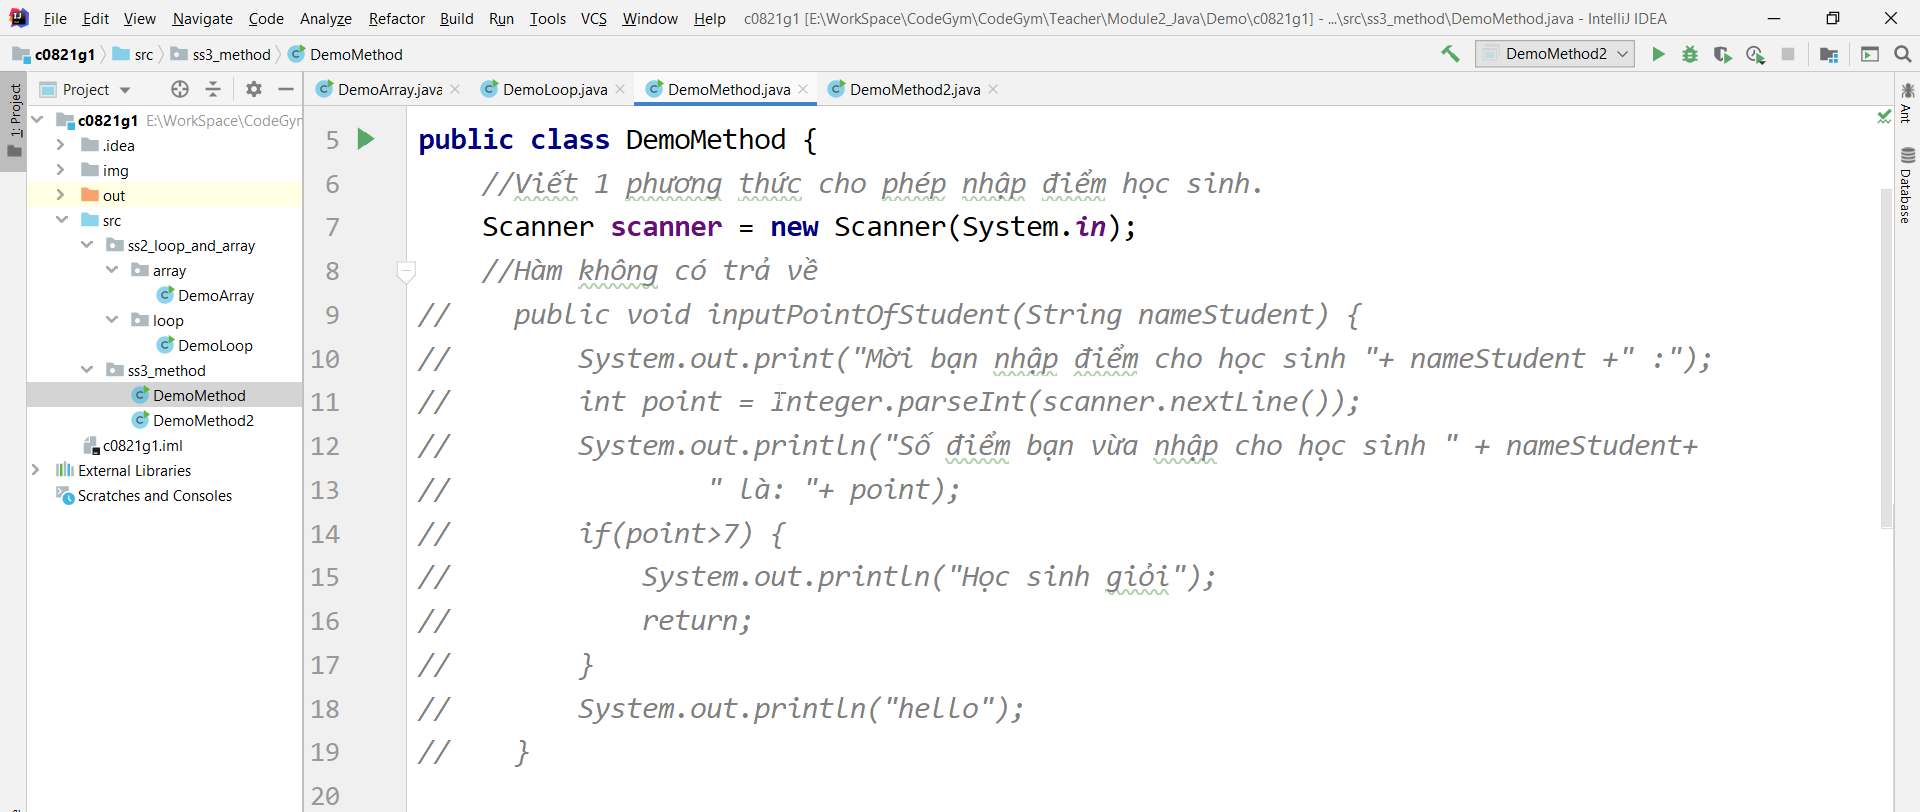 File Edit View Navigate Code Analyze Refactor Build Run Tools VCS Window Help c0821g1 [E:\WorkSpace\CodeGym\CodeGym\Teacher\Module2_Java\Demo\c0821g1] - ...\src\ss3_method\DemoMethod.java - IntelliJ IDEA
c0821g1 src ss3_method DemoMethod DemoMethod2
Project DemoArray.java DemoLoop.java DemoMethod.java DemoMethod2.java
1: Project
Ant
Database
c0821g1 E:\WorkSpace\CodeGym
.idea
img
out
src
ss2_loop_and_array
array
DemoArray
loop
DemoLoop
ss3_method
DemoMethod
DemoMethod2
c0821g1.iml
External Libraries
Scratches and Consoles
5 public class DemoMethod {
6 //Viết 1 phương thức cho phép nhập điểm học sinh.
7 Scanner scanner = new Scanner(System.in);
8 //Hàm không có trả về
9 // public void inputPointOfStudent(String nameStudent) {
10 // System.out.print("Mời bạn nhập điểm cho học sinh "+ nameStudent +" :");
11 // int point = Integer.parseInt(scanner.nextLine());
12 // System.out.println("Số điểm bạn vừa nhập cho học sinh " + nameStudent+
13 // " là: "+ point);
14 // if(point>7) {
15 // System.out.println("Học sinh giỏi");
16 // return;
17 // }
18 // System.out.println("hello");
19 // }
20